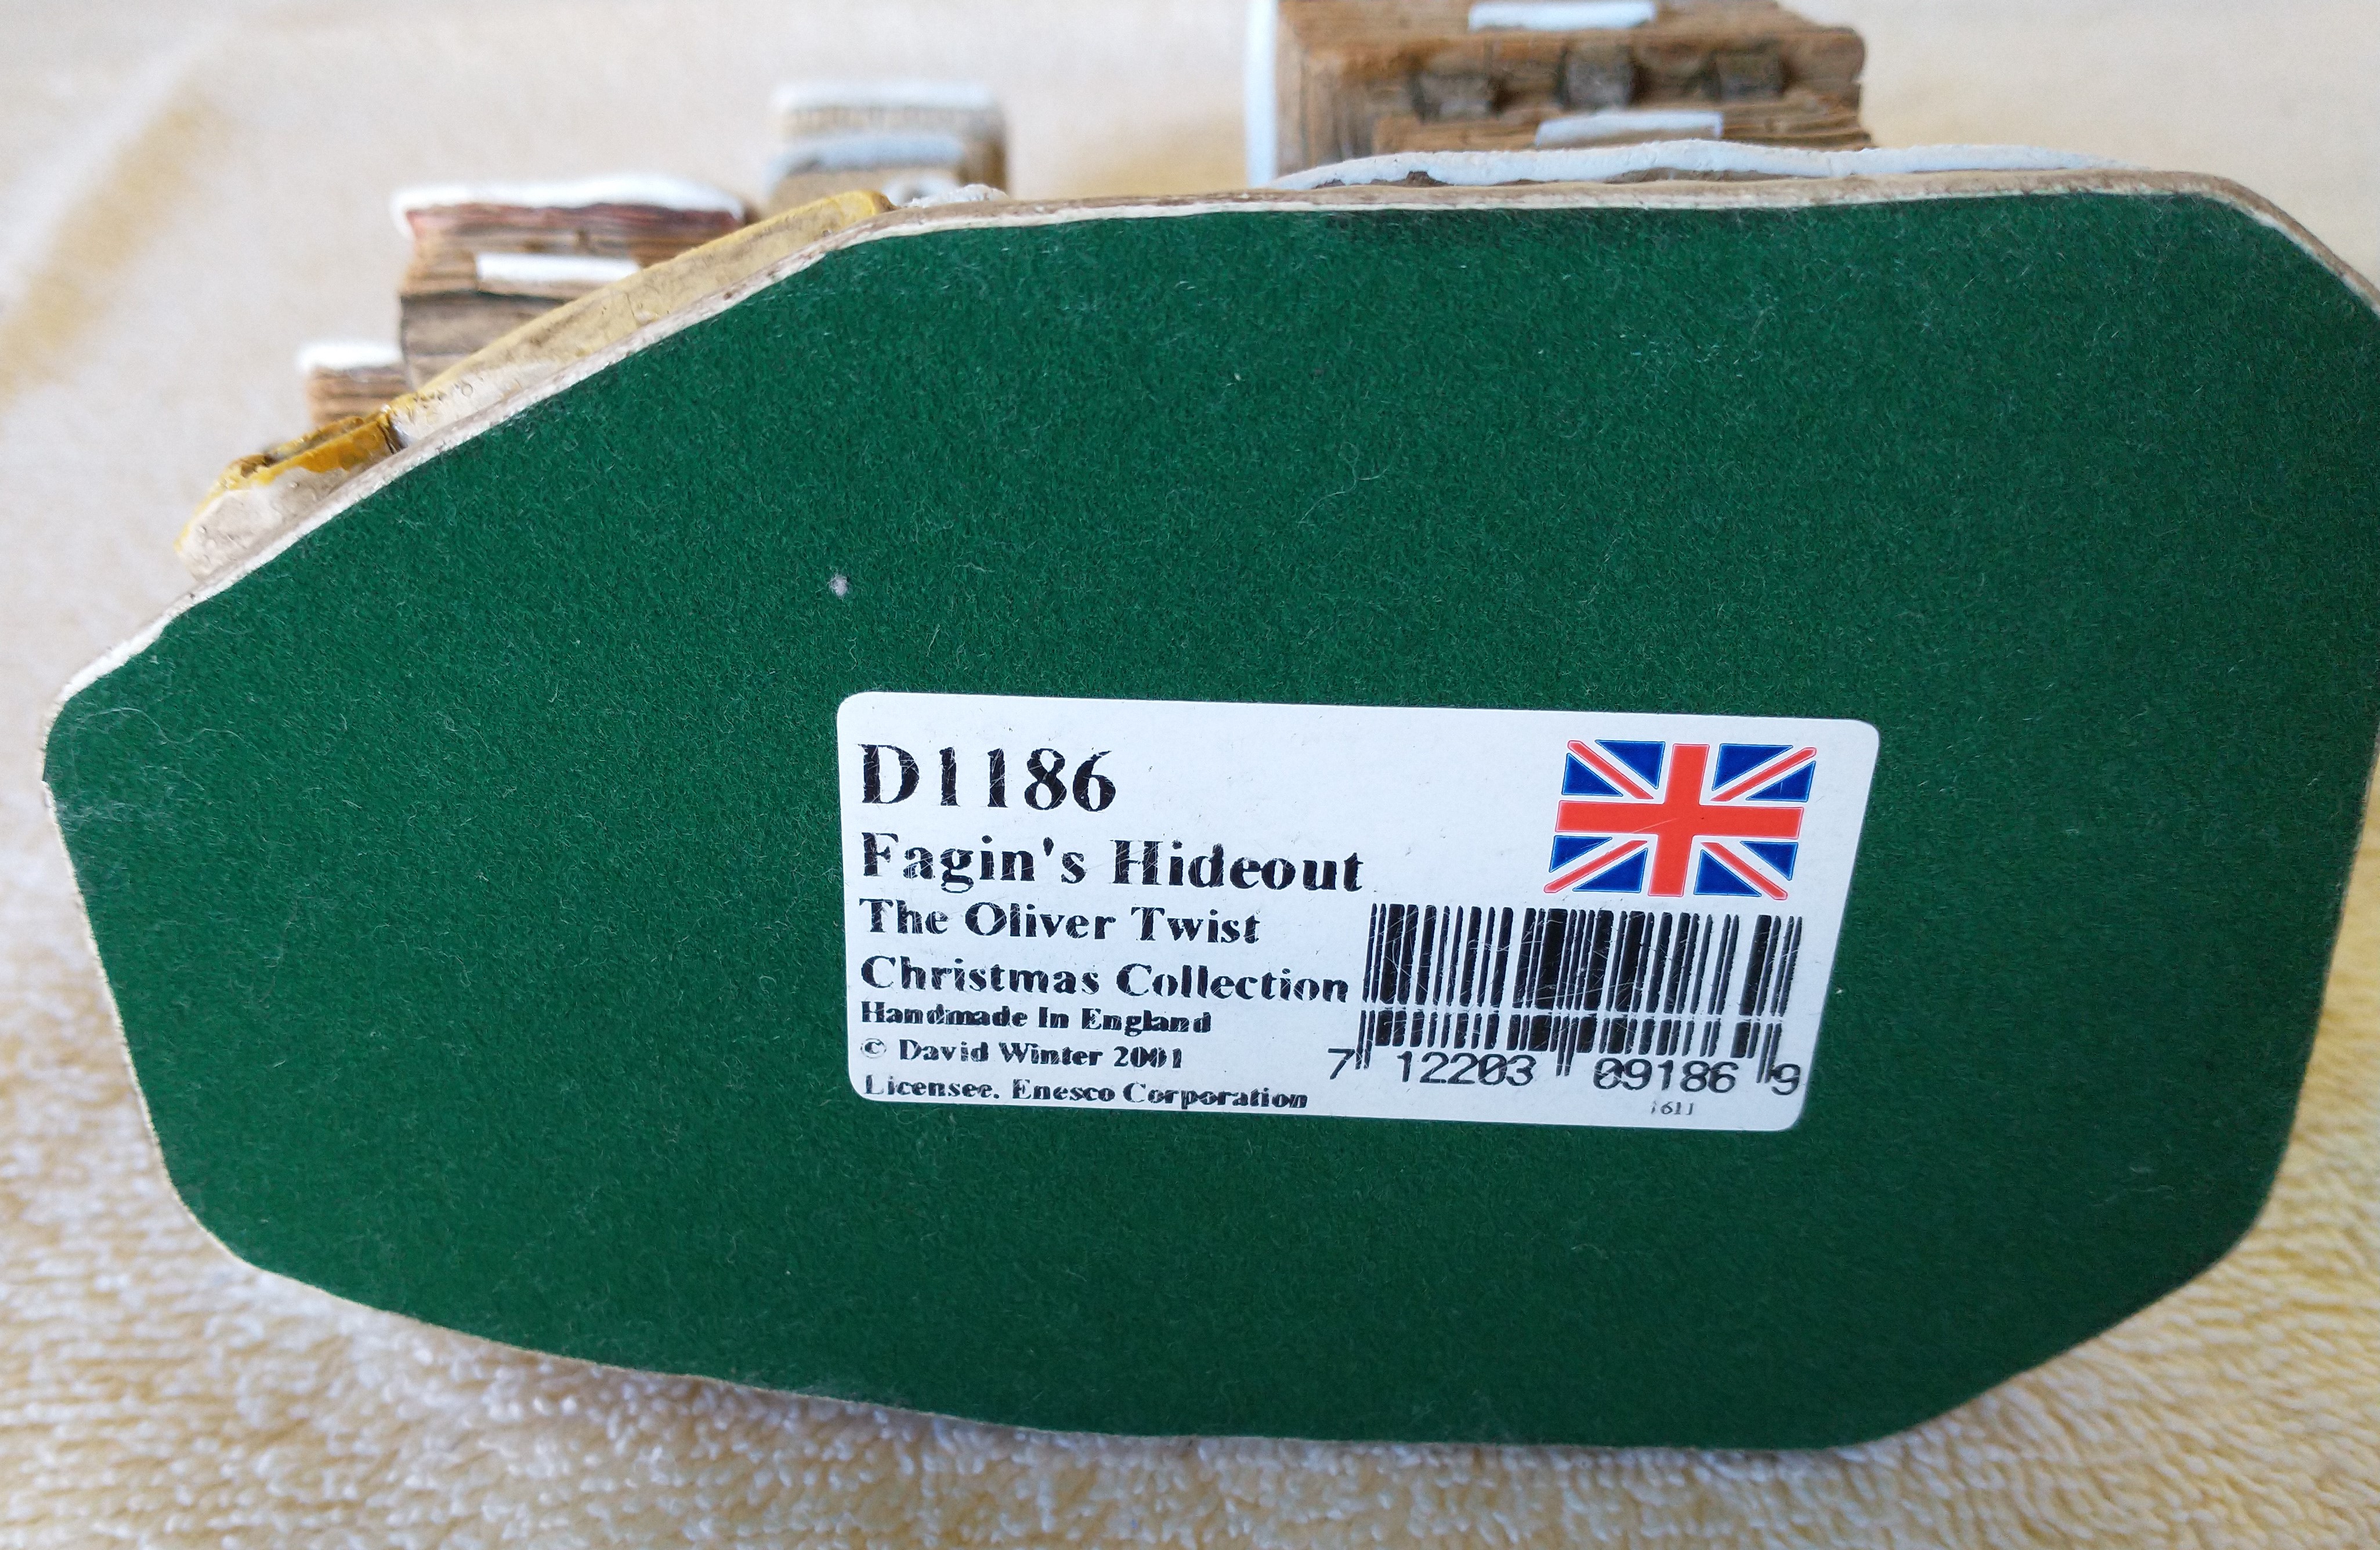 D1186
Fagin's Hideout
The Oliver Twist
Christmas Collection
Handmade In England
© David Winter 2001
Licensee. Enesco Corporation
7 12203 09186 9
1611